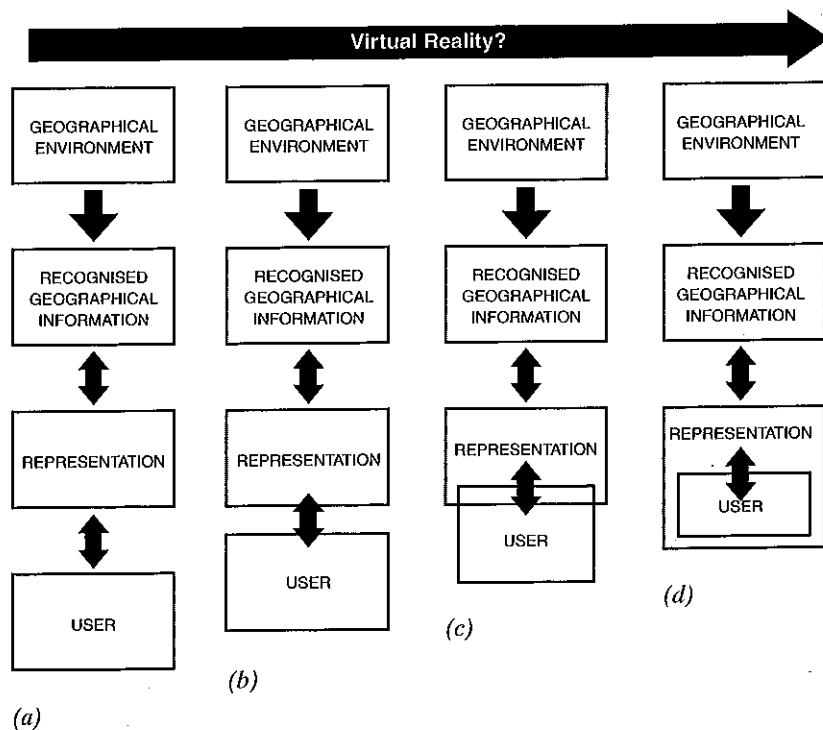 Virtual Reality?
GEOGRAPHICAL
ENVIRONMENT
RECOGNISED
GEOGRAPHICAL
INFORMATION
REPRESENTATION
USER
(a)
GEOGRAPHICAL
ENVIRONMENT
RECOGNISED
GEOGRAPHICAL
INFORMATION
REPRESENTATION
USER
(b)
GEOGRAPHICAL
ENVIRONMENT
RECOGNISED
GEOGRAPHICAL
INFORMATION
REPRESENTATION
USER
(c)
GEOGRAPHICAL
ENVIRONMENT
RECOGNISED
GEOGRAPHICAL
INFORMATION
REPRESENTATION
USER
(d)